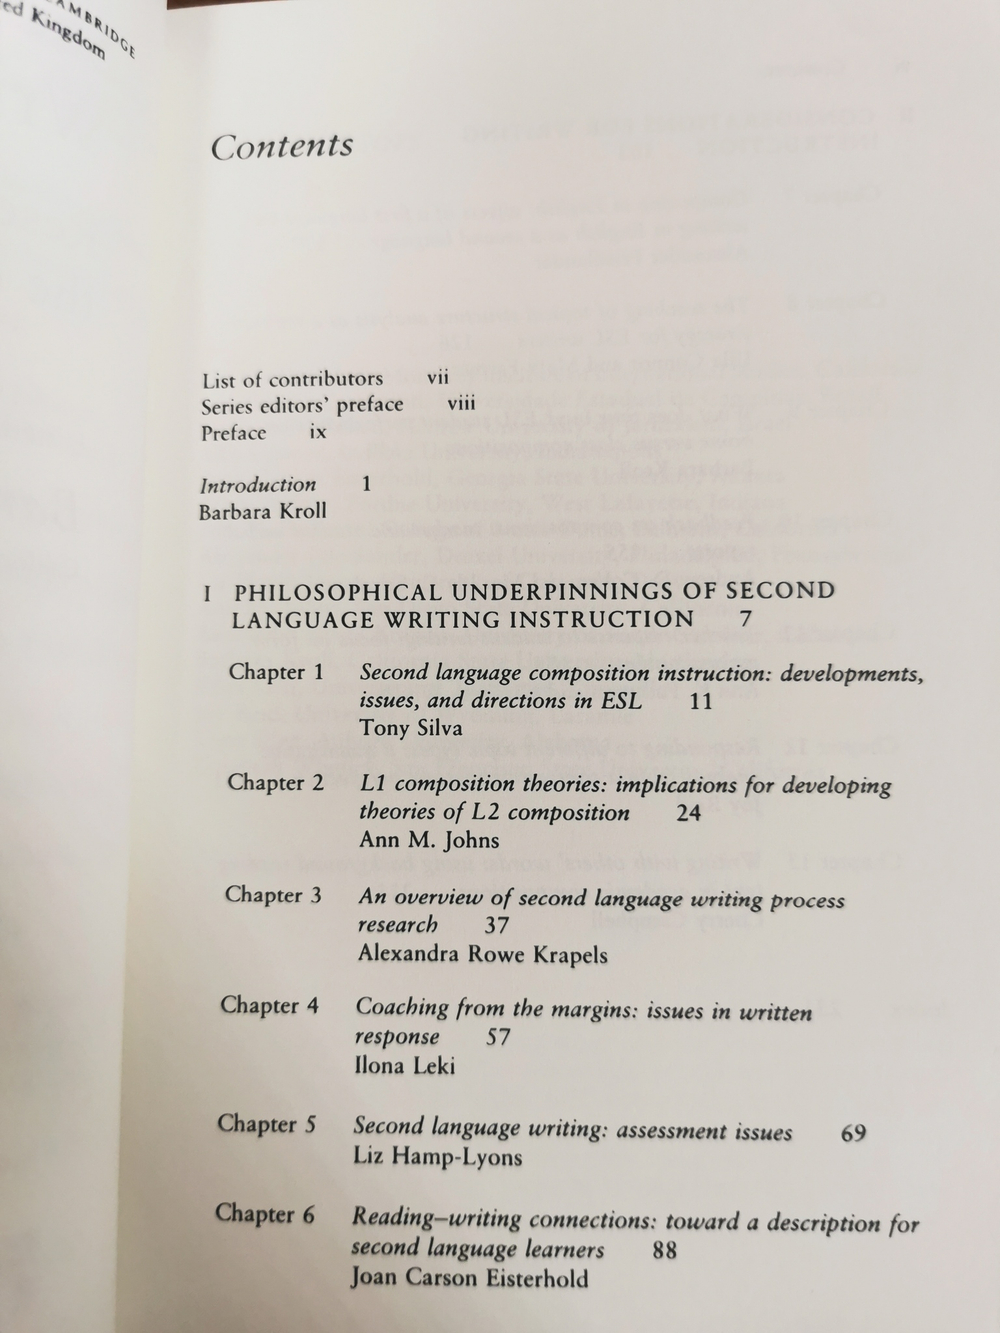 CAMBRIDGE
ed Kingdom
Contents
List of contributors vii
Series editors' preface viii
Preface ix
Introduction 1
Barbara Kroll
I PHILOSOPHICAL UNDERPINNINGS OF SECOND
LANGUAGE WRITING INSTRUCTION 7
Chapter 1 Second language composition instruction: developments,
issues, and directions in ESL 11
Tony Silva
Chapter 2 L1 composition theories: implications for developing
theories of L2 composition 24
Ann M. Johns
Chapter 3 An overview of second language writing process
research 37
Alexandra Rowe Krapels
Chapter 4 Coaching from the margins: issues in written
response 57
Ilona Leki
Chapter 5 Second language writing: assessment issues 69
Liz Hamp-Lyons
Chapter 6 Reading–writing connections: toward a description for
second language learners 88
Joan Carson Eisterhold